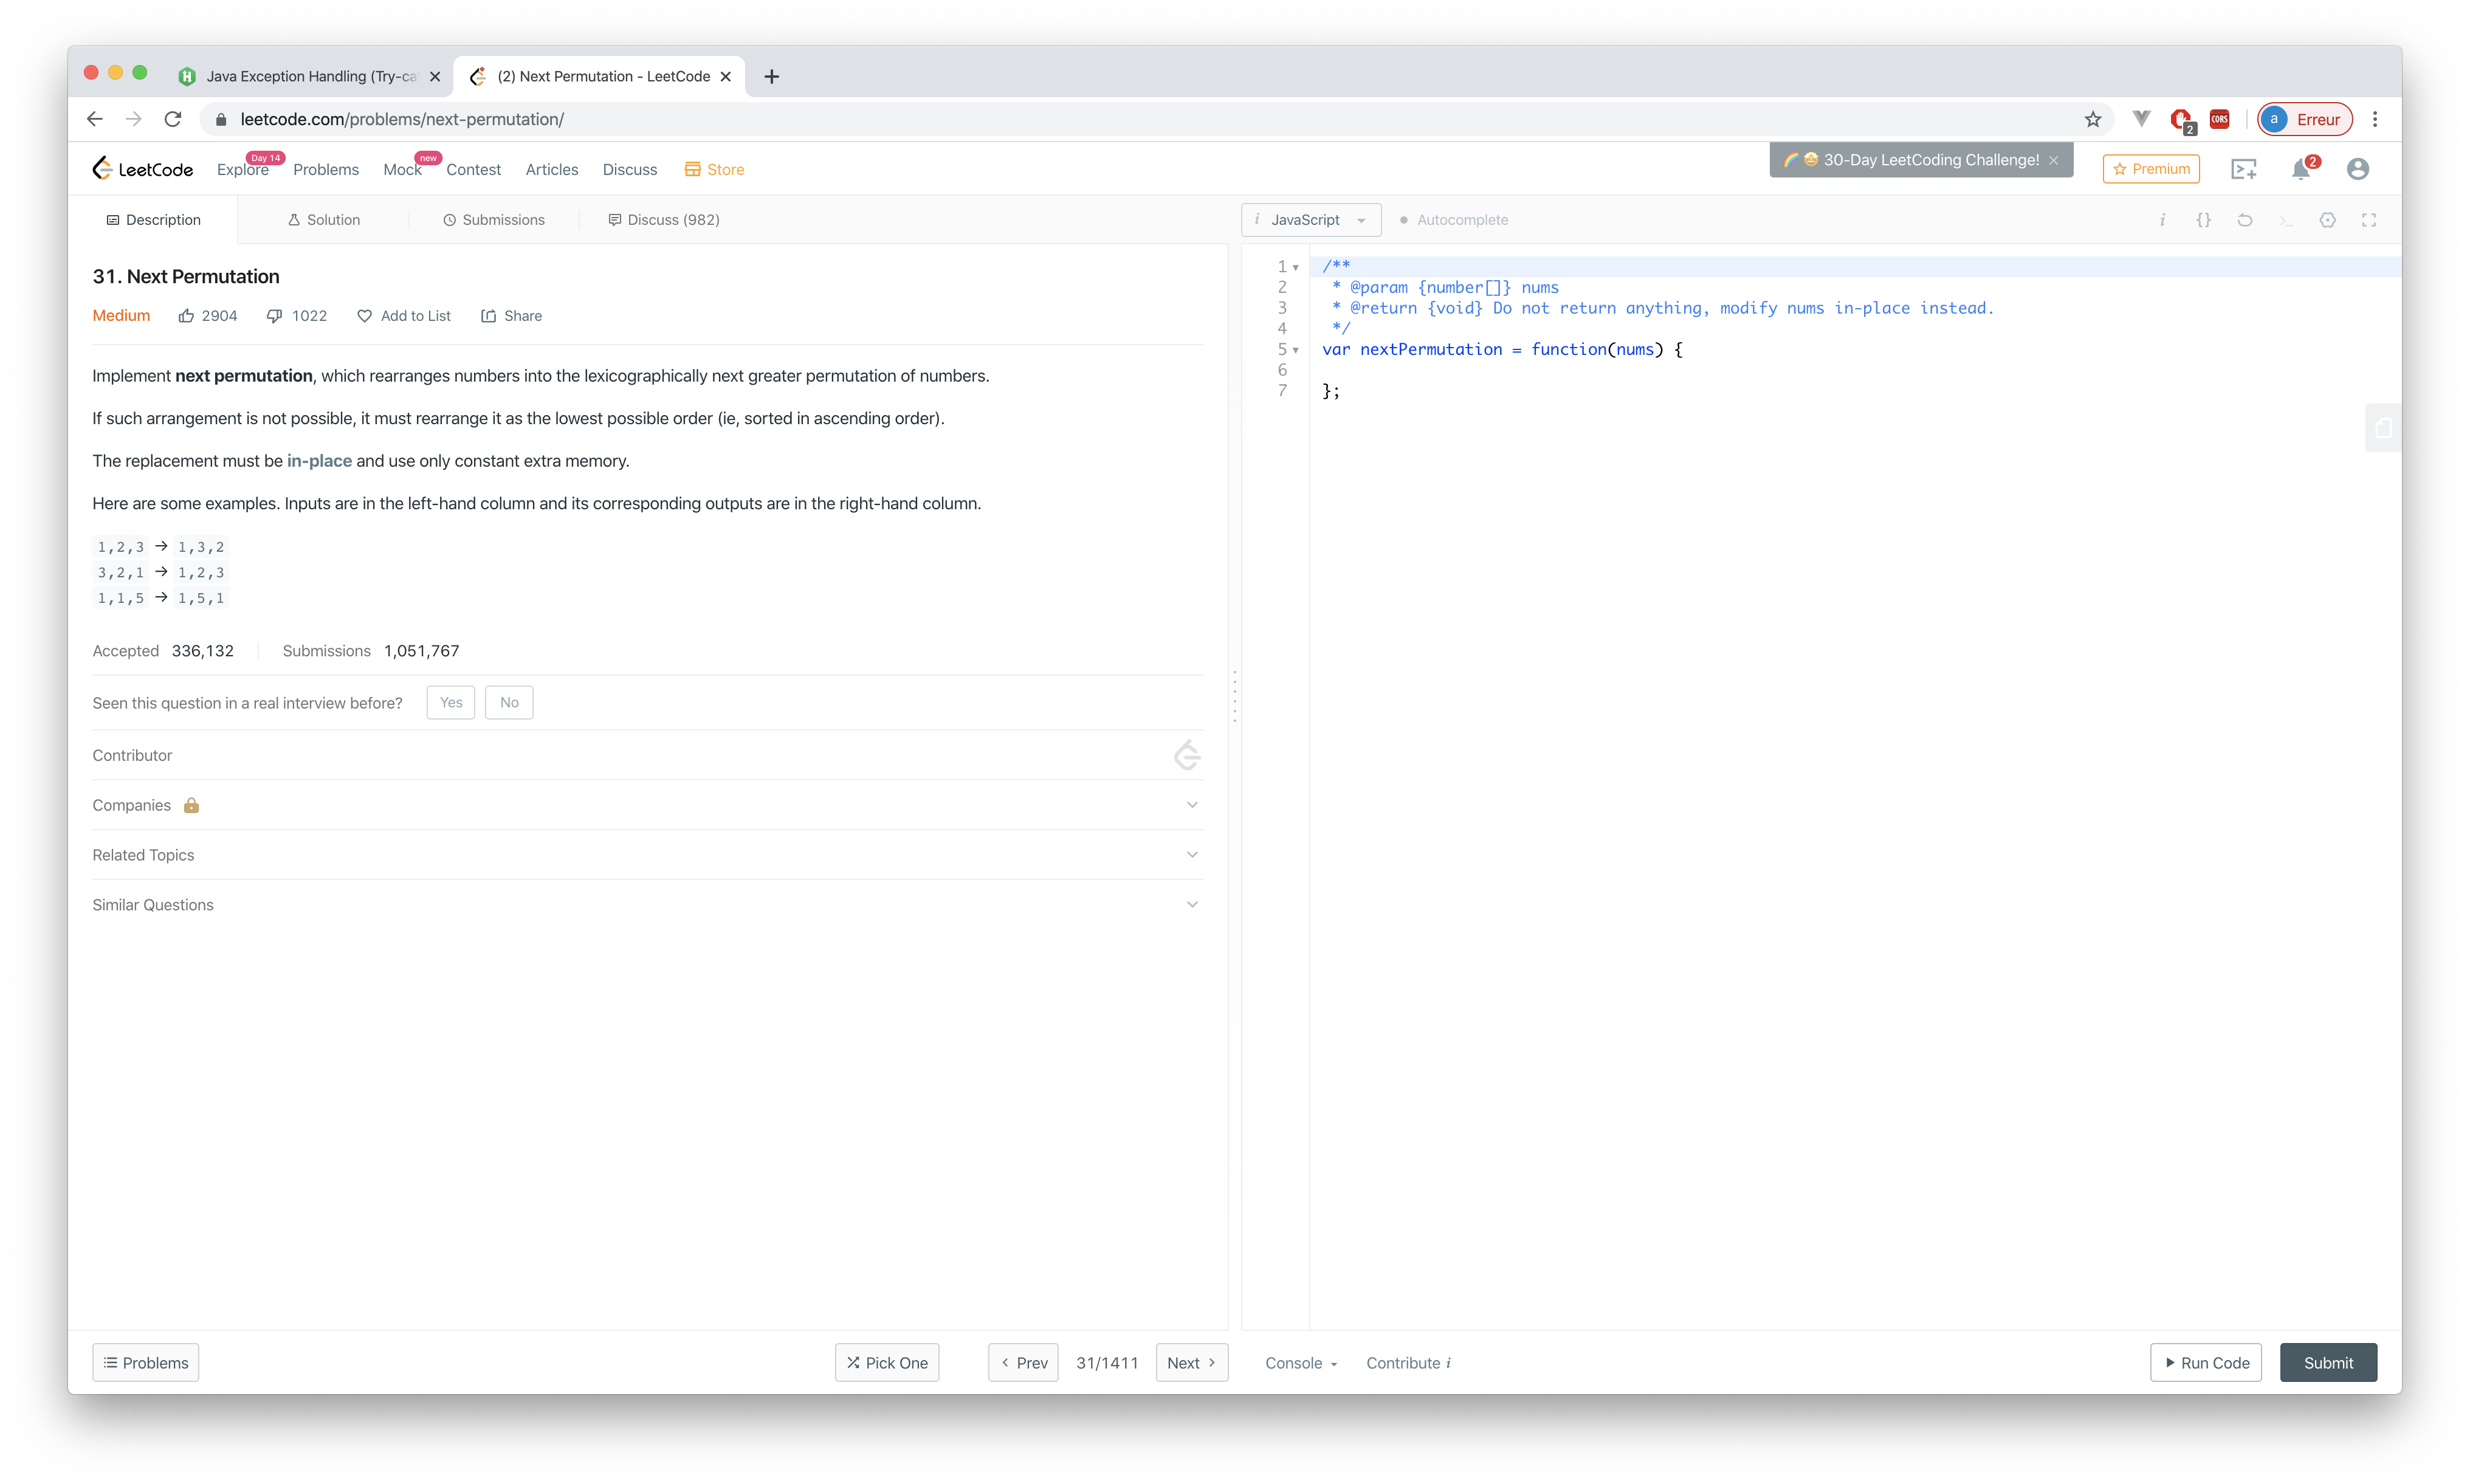 Java Exception Handling (Try-ca
(2) Next Permutation - LeetCode
leetcode.com/problems/next-permutation/
2
CORS
a
Erreur
LeetCode
Explore
Day 14
Problems
Mock
new
Contest
Articles
Discuss
Store
30-Day LeetCoding Challenge!
Premium
2
Description
Solution
Submissions
Discuss (982)
i JavaScript
Autocomplete
i {} >_
31. Next Permutation
Medium 2904 1022 Add to List Share
Implement next permutation, which rearranges numbers into the lexicographically next greater permutation of numbers.
If such arrangement is not possible, it must rearrange it as the lowest possible order (ie, sorted in ascending order).
The replacement must be in-place and use only constant extra memory.
Here are some examples. Inputs are in the left-hand column and its corresponding outputs are in the right-hand column.
1,2,3 → 1,3,2
3,2,1 → 1,2,3
1,1,5 → 1,5,1
Accepted 336,132 Submissions 1,051,767
Seen this question in a real interview before? Yes No
Contributor
Companies
Related Topics
Similar Questions
1 /**
2  * @param {number[]} nums
3  * @return {void} Do not return anything, modify nums in-place instead.
4  */
5 var nextPermutation = function(nums) {
6
7 };
Problems
Pick One
Prev
31/1411
Next
Console
Contribute i
Run Code
Submit